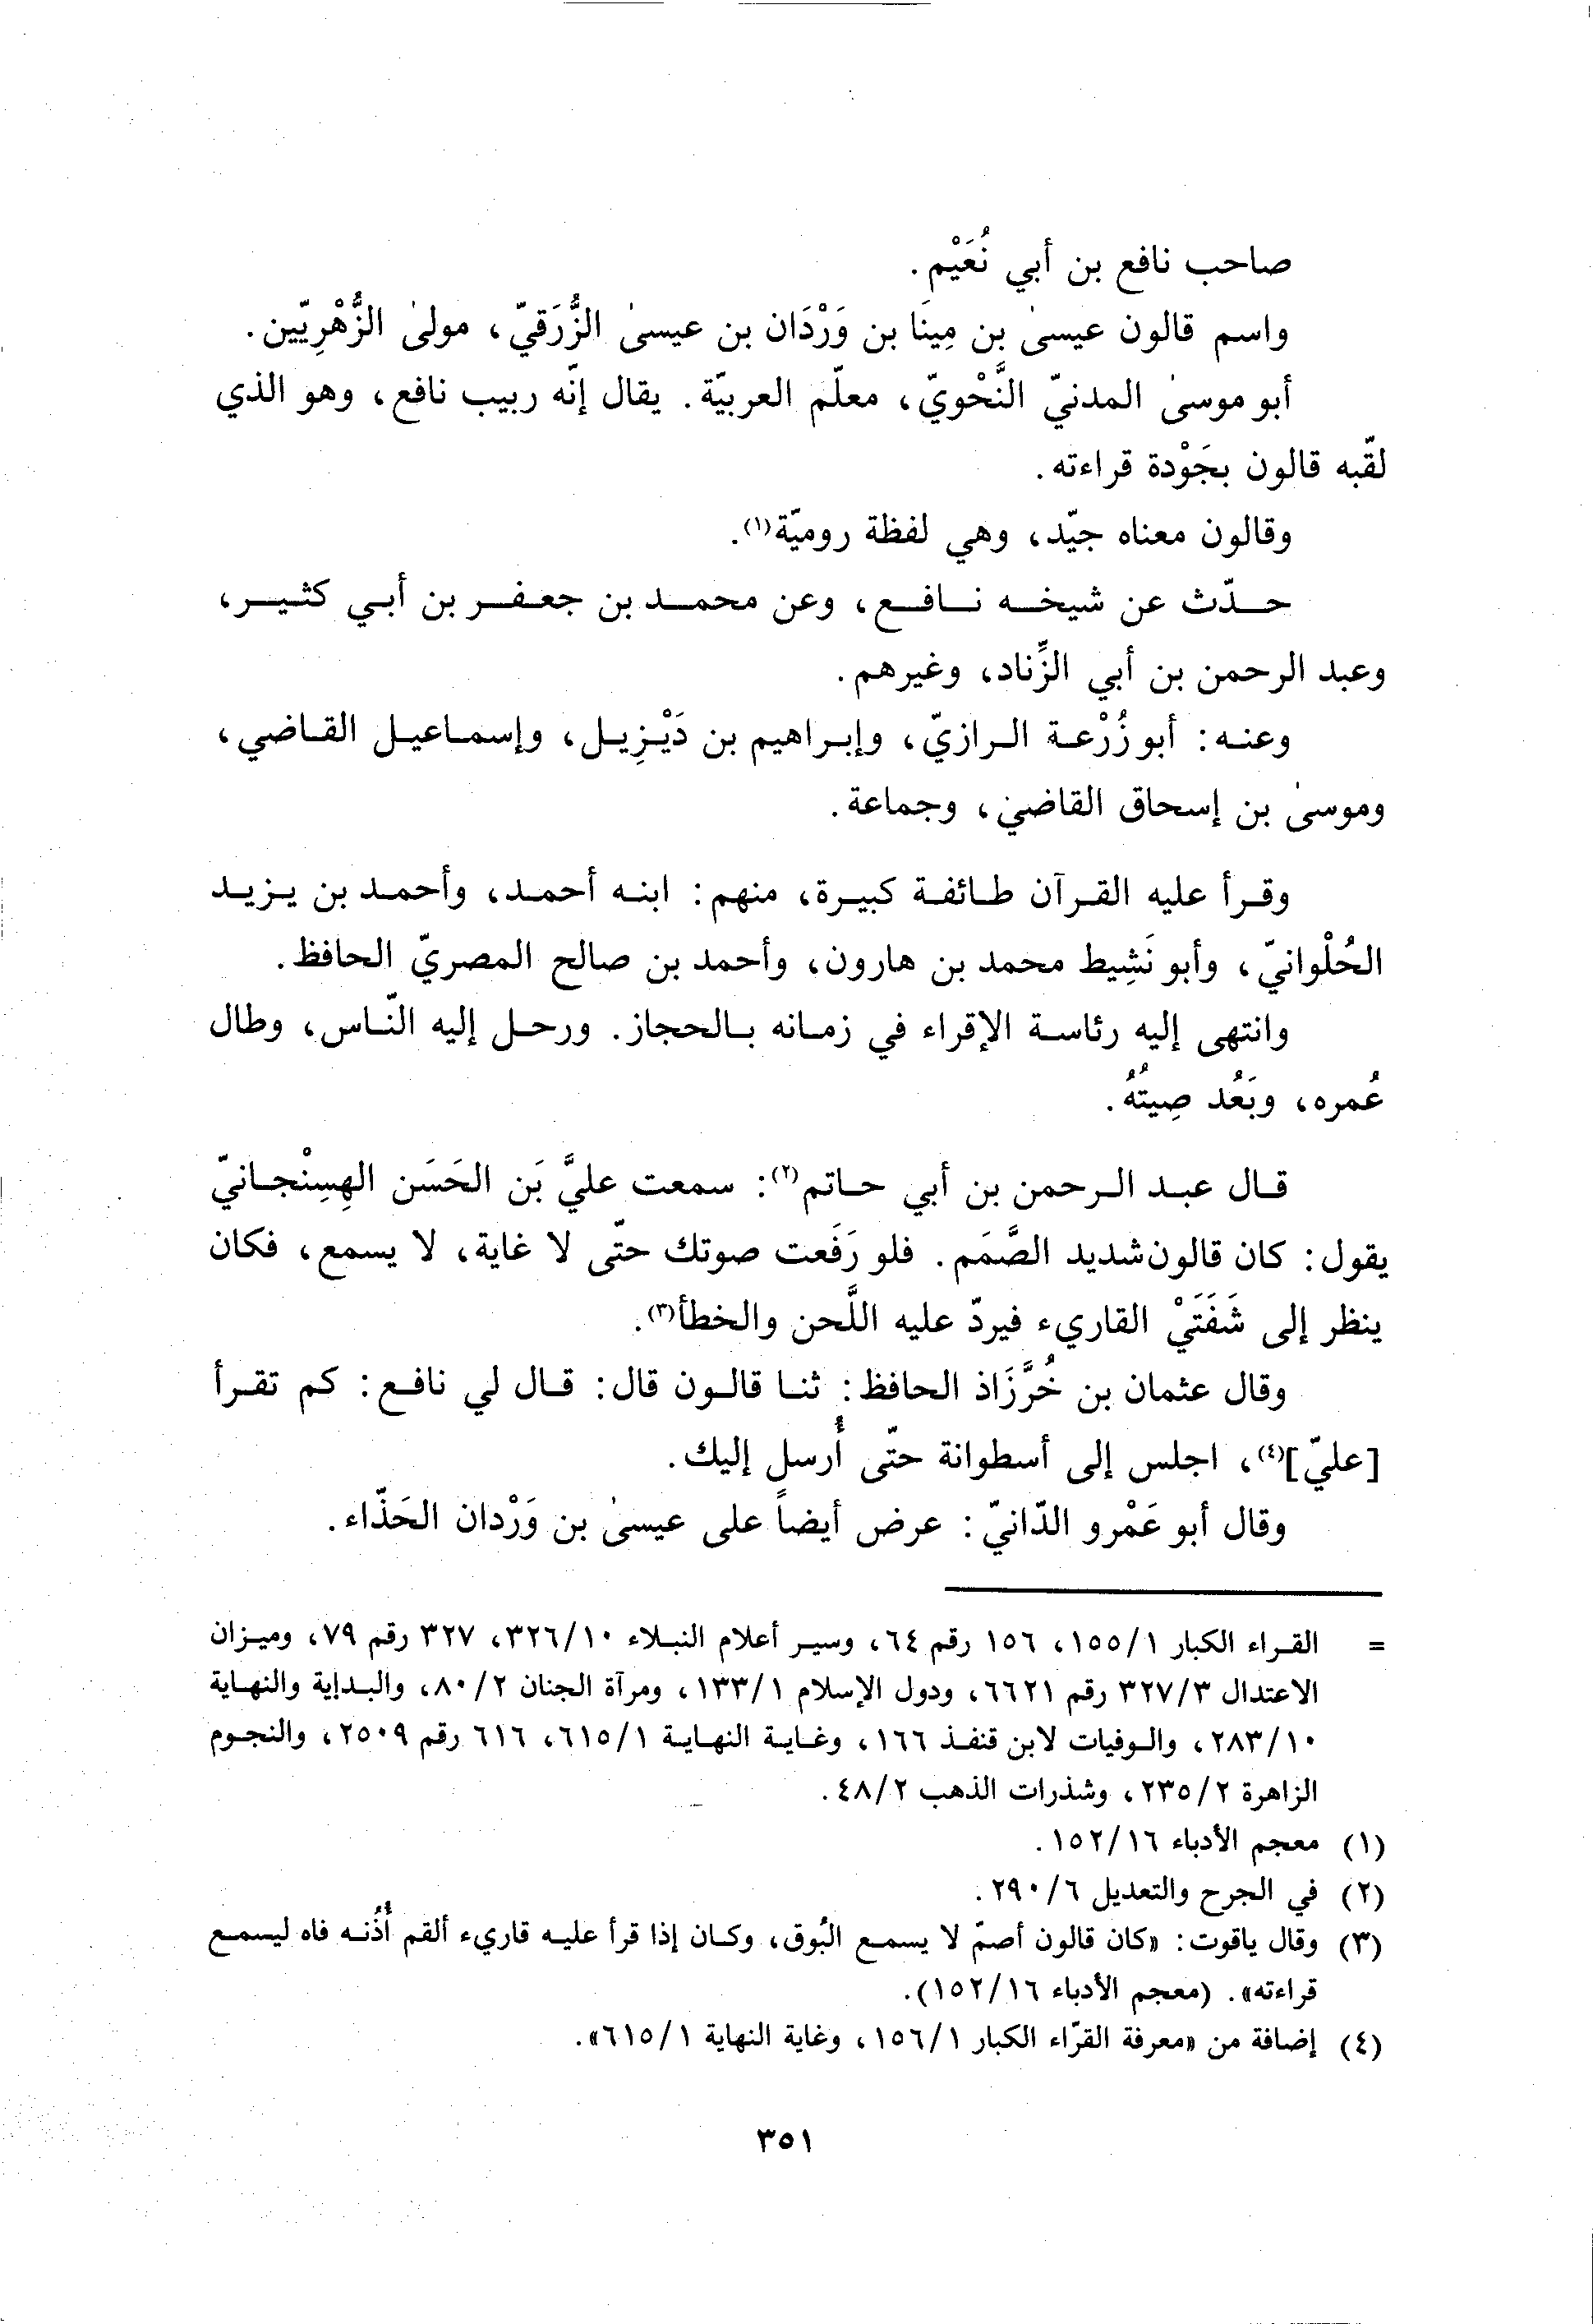 صاحب نافع بن أبي نُعَيْم.
واسم قالون عيسىٰ بن مِينَا بن وَرْدَان بن عيسىٰ الزُّرَقيّ، مولىٰ الزُّهْرِيّين.
أبو موسىٰ المدنيّ النَّحْويّ، معلّم العربيّة. يقال إنّه ربيب نافع، وهو الذي
لقّبه قالون بجَوْدة قراءته.
وقالون معناه جيّد، وهي لفظة روميّة(١).
حدّث عن شيخه نافع، وعن محمد بن جعفر بن أبي كثير،
وعبد الرحمن بن أبي الزِّناد، وغيرهم.
وعنه: أبو زُرْعة الرازيّ، وإبراهيم بن دَيْزِيل، وإسماعيل القاضي،
وموسىٰ بن إسحاق القاضي، وجماعة.
وقرأ عليه القرآن طائفة كبيرة، منهم: ابنه أحمد، وأحمد بن يزيد
الحُلْوانيّ، وأبو نَشِيط محمد بن هارون، وأحمد بن صالح المصريّ الحافظ.
وانتهى إليه رئاسة الإقراء في زمانه بالحجاز. ورحل إليه النّاس، وطال
عُمره، وبَعُد صِيتُهُ.
قال عبد الرحمن بن أبي حاتم(٢): سمعت عليَّ بَن الحَسَن الهِسِنْجانيّ
يقول: كان قالون شديد الصَّمَم. فلو رَفَعت صوتك حتّى لا غاية، لا يسمع، فكان
ينظر إلى شَفَتَيْ القاريء فيردّ عليه اللَّحن والخطأ(٣).
وقال عثمان بن خُرَّزَاذ الحافظ: ثنا قالون قال: قال لي نافع: كم تقرأ
[عليّ](٤)، اجلس إلى أسطوانة حتّى أُرسل إليك.
وقال أبو عَمْرو الدّانيّ: عرض أيضاً على عيسىٰ بن وَرْدان الحَذّاء.
= القراء الكبار ١٥٥/١، ١٥٦ رقم ٦٤، وسير أعلام النبلاء ٣٢٦/١٠، ٣٢٧ رقم ٧٩، وميزان
الاعتدال ٣٢٧/٣ رقم ٦٦٢١، ودول الإسلام ١٣٣/١، ومرآة الجنان ٨٠/٢، والبداية والنهاية
٢٨٣/١٠، والوفيات لابن قنفذ ١٦٦، وغاية النهاية ٦١٥/١، ٦١٦ رقم ٢٥٠٩، والنجوم
الزاهرة ٢٣٥/٢، وشذرات الذهب ٤٨/٢.
(١) معجم الأدباء ١٥٢/١٦.
(٢) في الجرح والتعديل ٢٩٠/٦.
(٣) وقال ياقوت: «كان قالون أصمّ لا يسمع البُوق، وكان إذا قرأ عليه قاريء ألقم أُذُنه فاه ليسمع
قراءته». (معجم الأدباء ١٥٢/١٦).
(٤) إضافة من «معرفة القرّاء الكبار ١٥٦/١، وغاية النهاية ٦١٥/١».
٣٥١